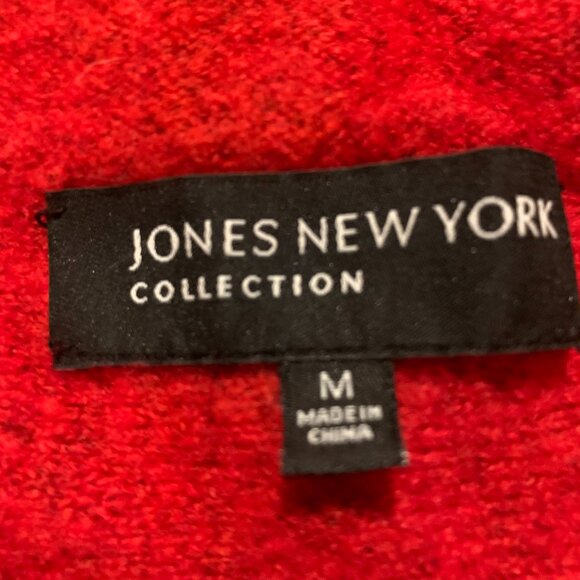 JONES NEW YORK
COLLECTION
M
MADE IN
CHINA